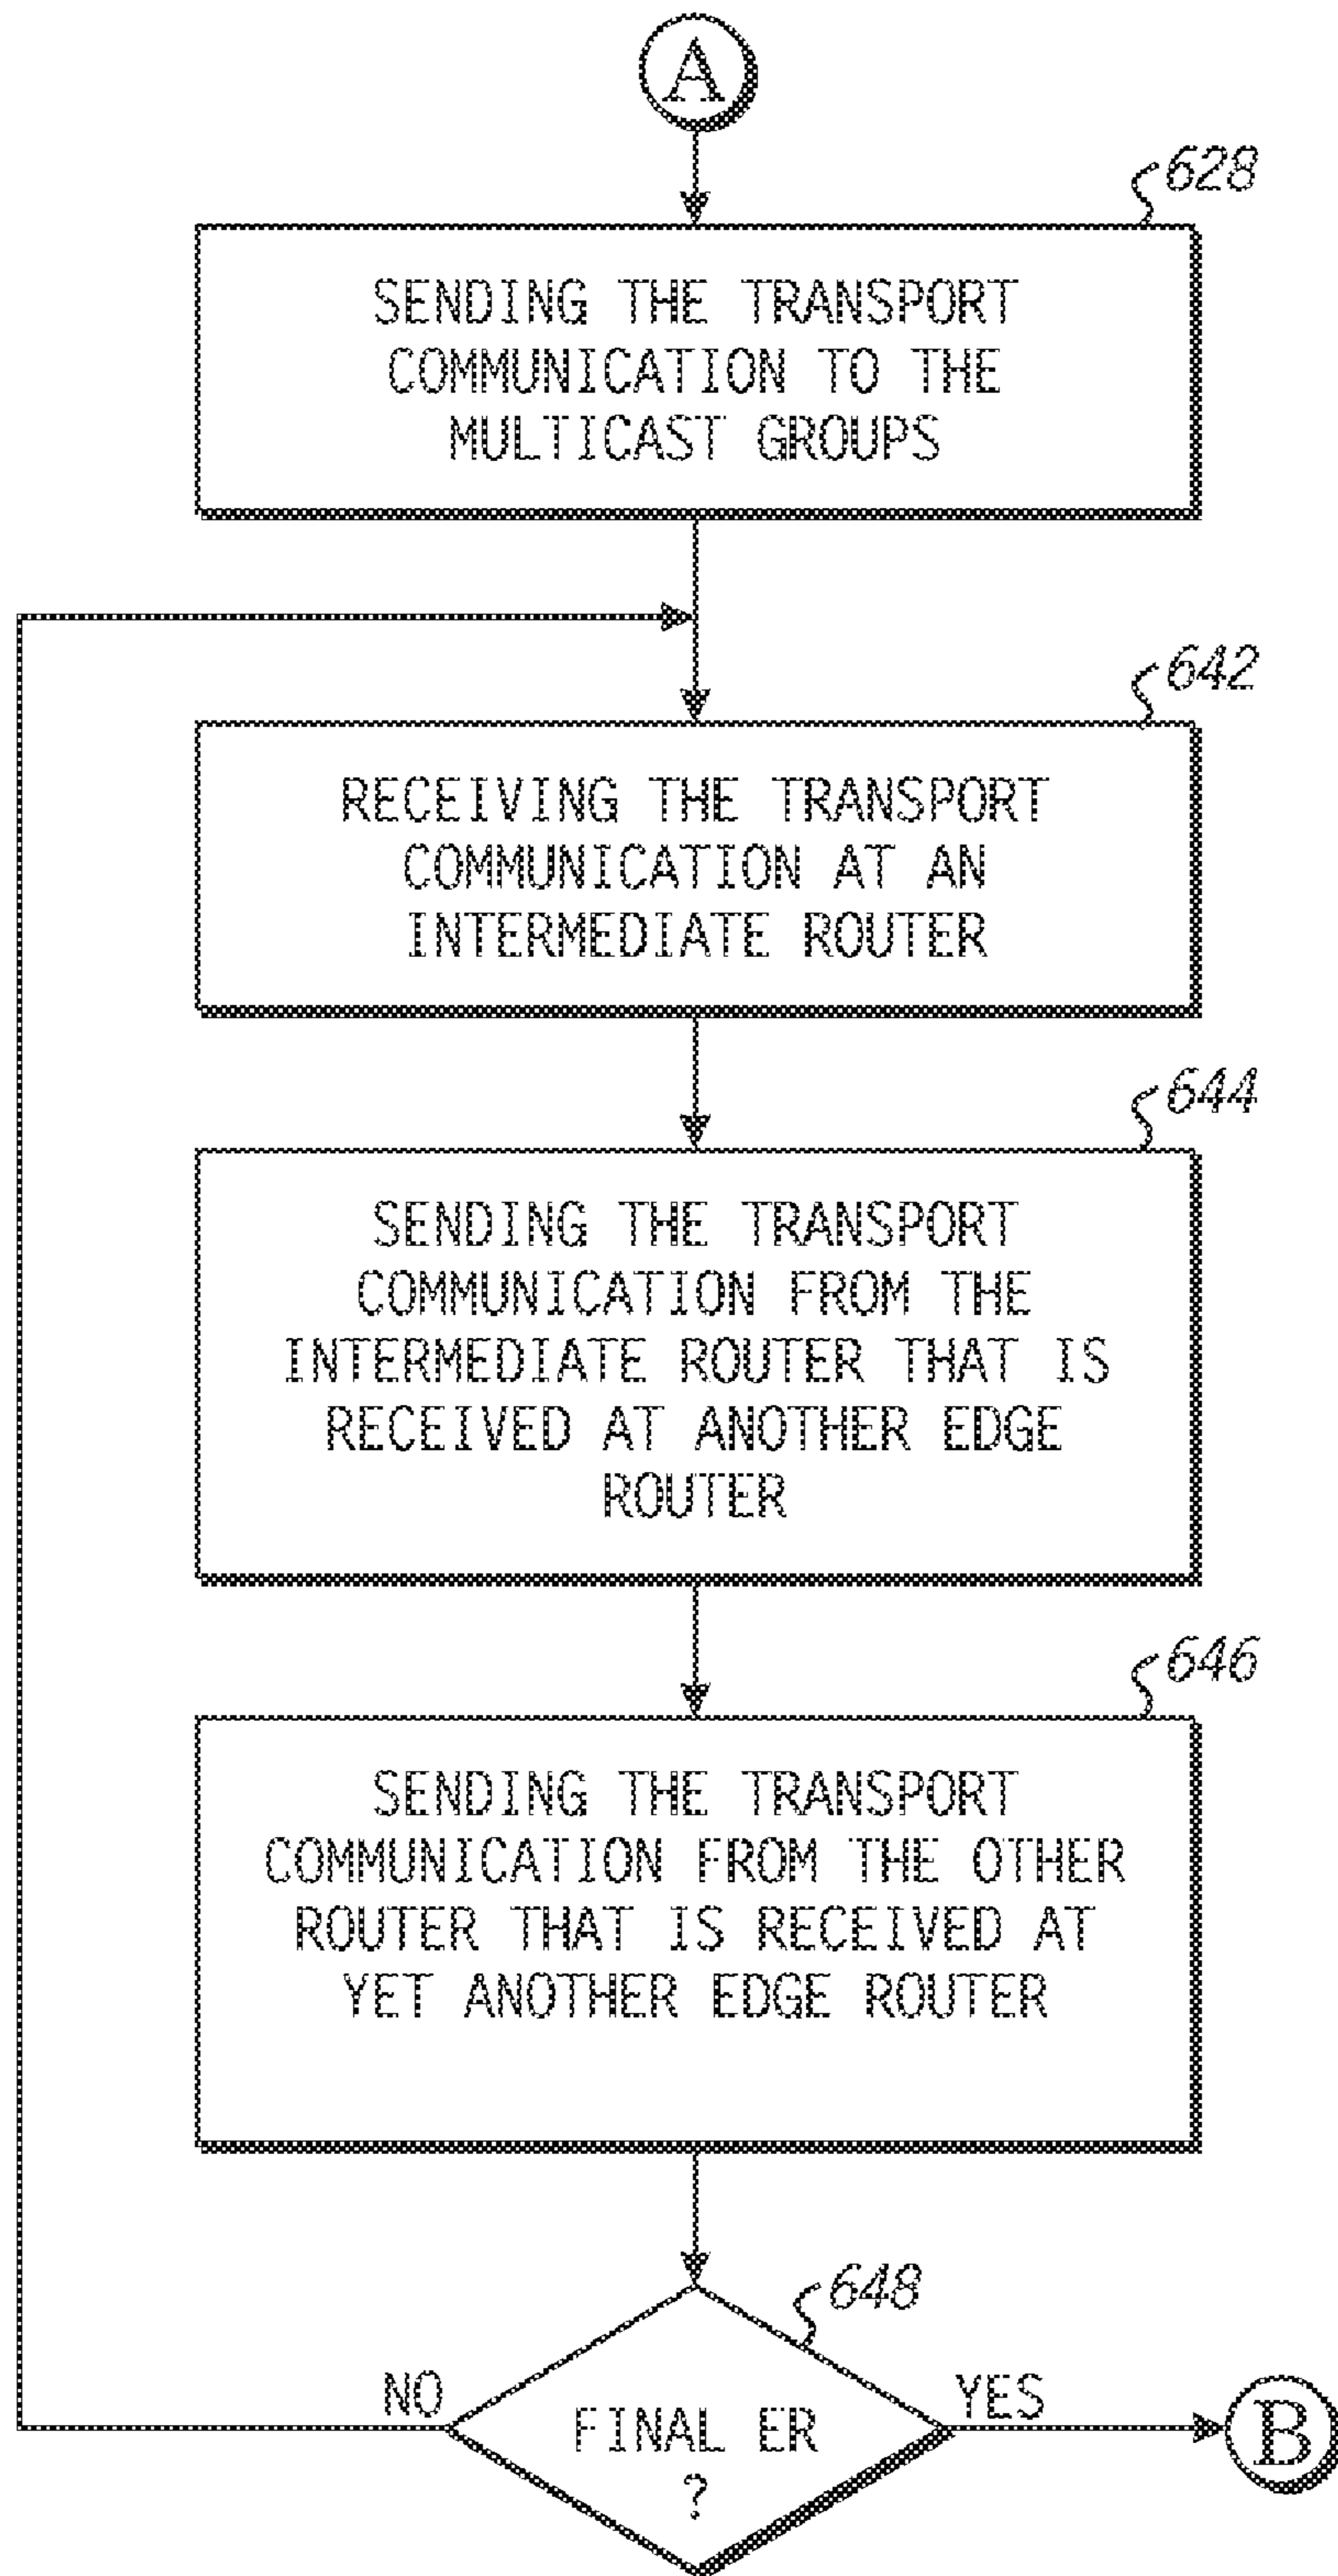 A
628
SENDING THE TRANSPORT
COMMUNICATION TO THE
MULTICAST GROUPS
642
RECEIVING THE TRANSPORT
COMMUNICATION AT AN
INTERMEDIATE ROUTER
644
SENDING THE TRANSPORT
COMMUNICATION FROM THE
INTERMEDIATE ROUTER THAT IS
RECEIVED AT ANOTHER EDGE
ROUTER
646
SENDING THE TRANSPORT
COMMUNICATION FROM THE OTHER
ROUTER THAT IS RECEIVED AT
YET ANOTHER EDGE ROUTER
648
NO
YES
FINAL ER
?
B